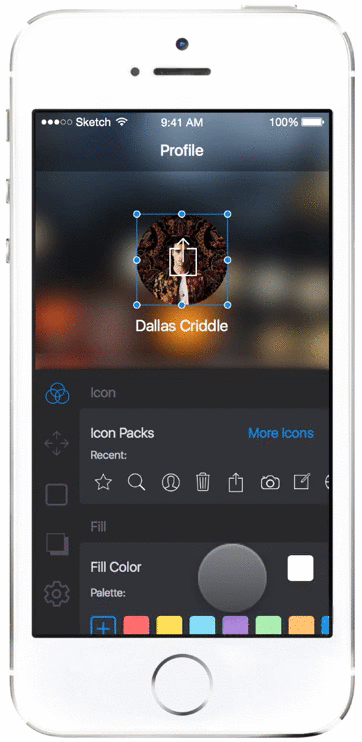 Sketch 9:41 AM 100%
Profile
Dallas Criddle
Icon
Icon Packs More Icons
Recent:
Fill
Fill Color
Palette: